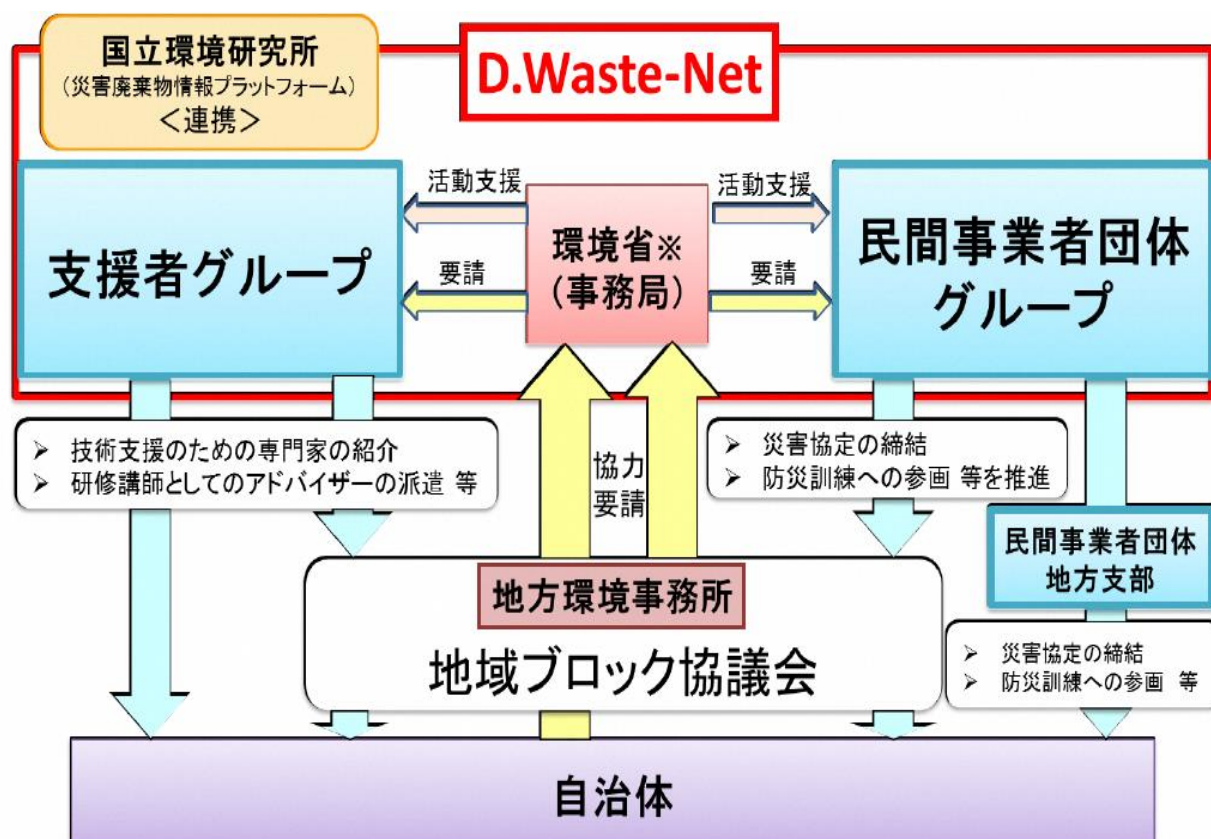 国立環境研究所
(災害廃棄物情報プラットフォーム)
＜連携＞
D.Waste-Net
支援者グループ
活動支援
要請
環境省※
(事務局)
活動支援
要請
民間事業者団体
グループ
➢ 技術支援のための専門家の紹介
➢ 研修講師としてのアドバイザーの派遣 等
協力
要請
➢ 災害協定の締結
➢ 防災訓練への参画 等を推進
民間事業者団体
地方支部
地方環境事務所
地域ブロック協議会
➢ 災害協定の締結
➢ 防災訓練への参画 等
自治体